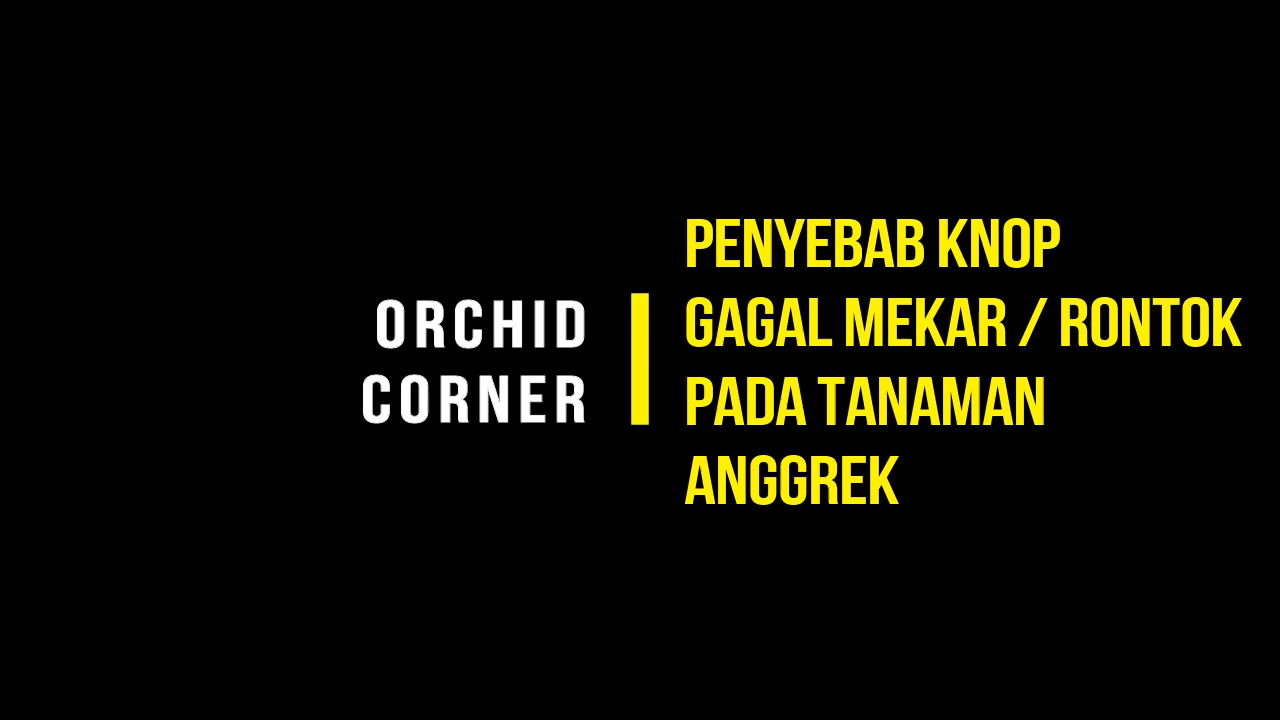 ORCHID
CORNER
PENYEBAB KNOP
GAGAL MEKAR / RONTOK
PADA TANAMAN
ANGGREK